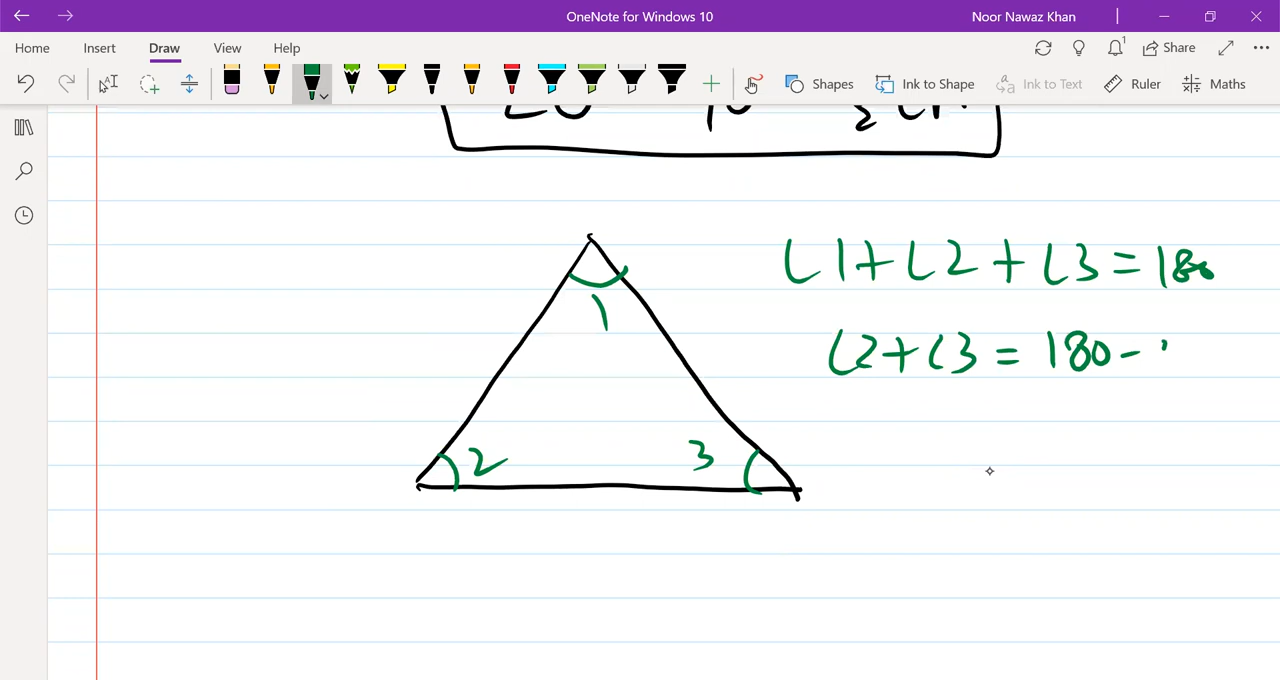 OneNote for Windows 10
Noor Nawaz Khan
Home Insert Draw View Help
1 Share
Shapes Ink to Shape Ink to Text Ruler Maths
∠1+∠2+∠3=180
∠2+∠3=180-
1
2
3